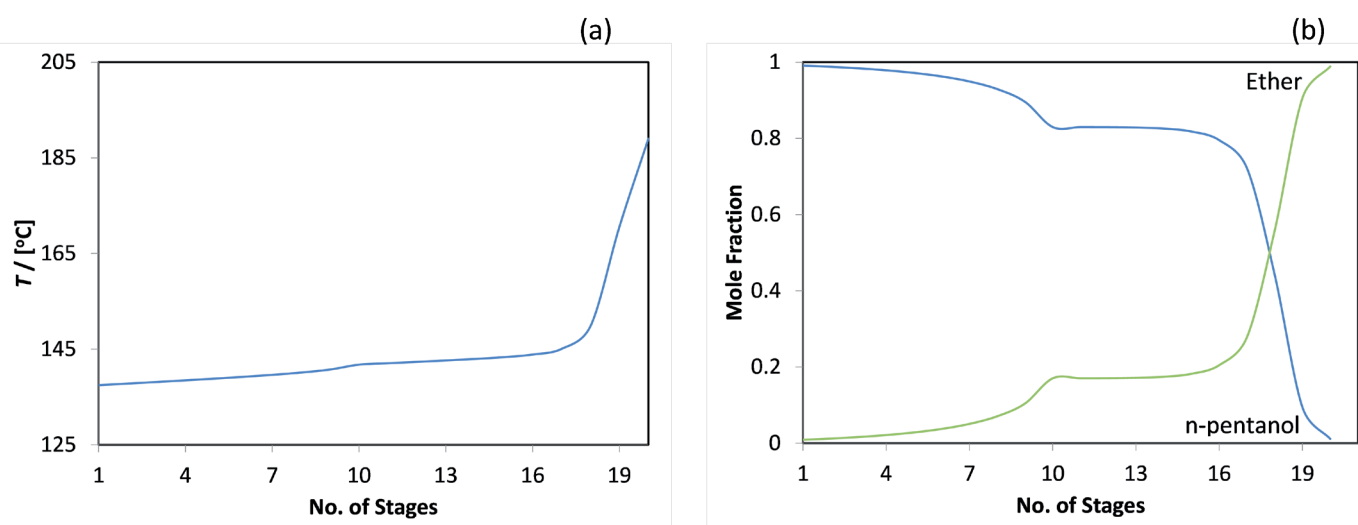 (a)
205
185
165
145
125
T / [°C]
1 4 7 10 13 16 19
No. of Stages
(b)
1
0.8
0.6
0.4
0.2
0
Mole Fraction
Ether
n-pentanol
1 4 7 10 13 16 19
No. of Stages